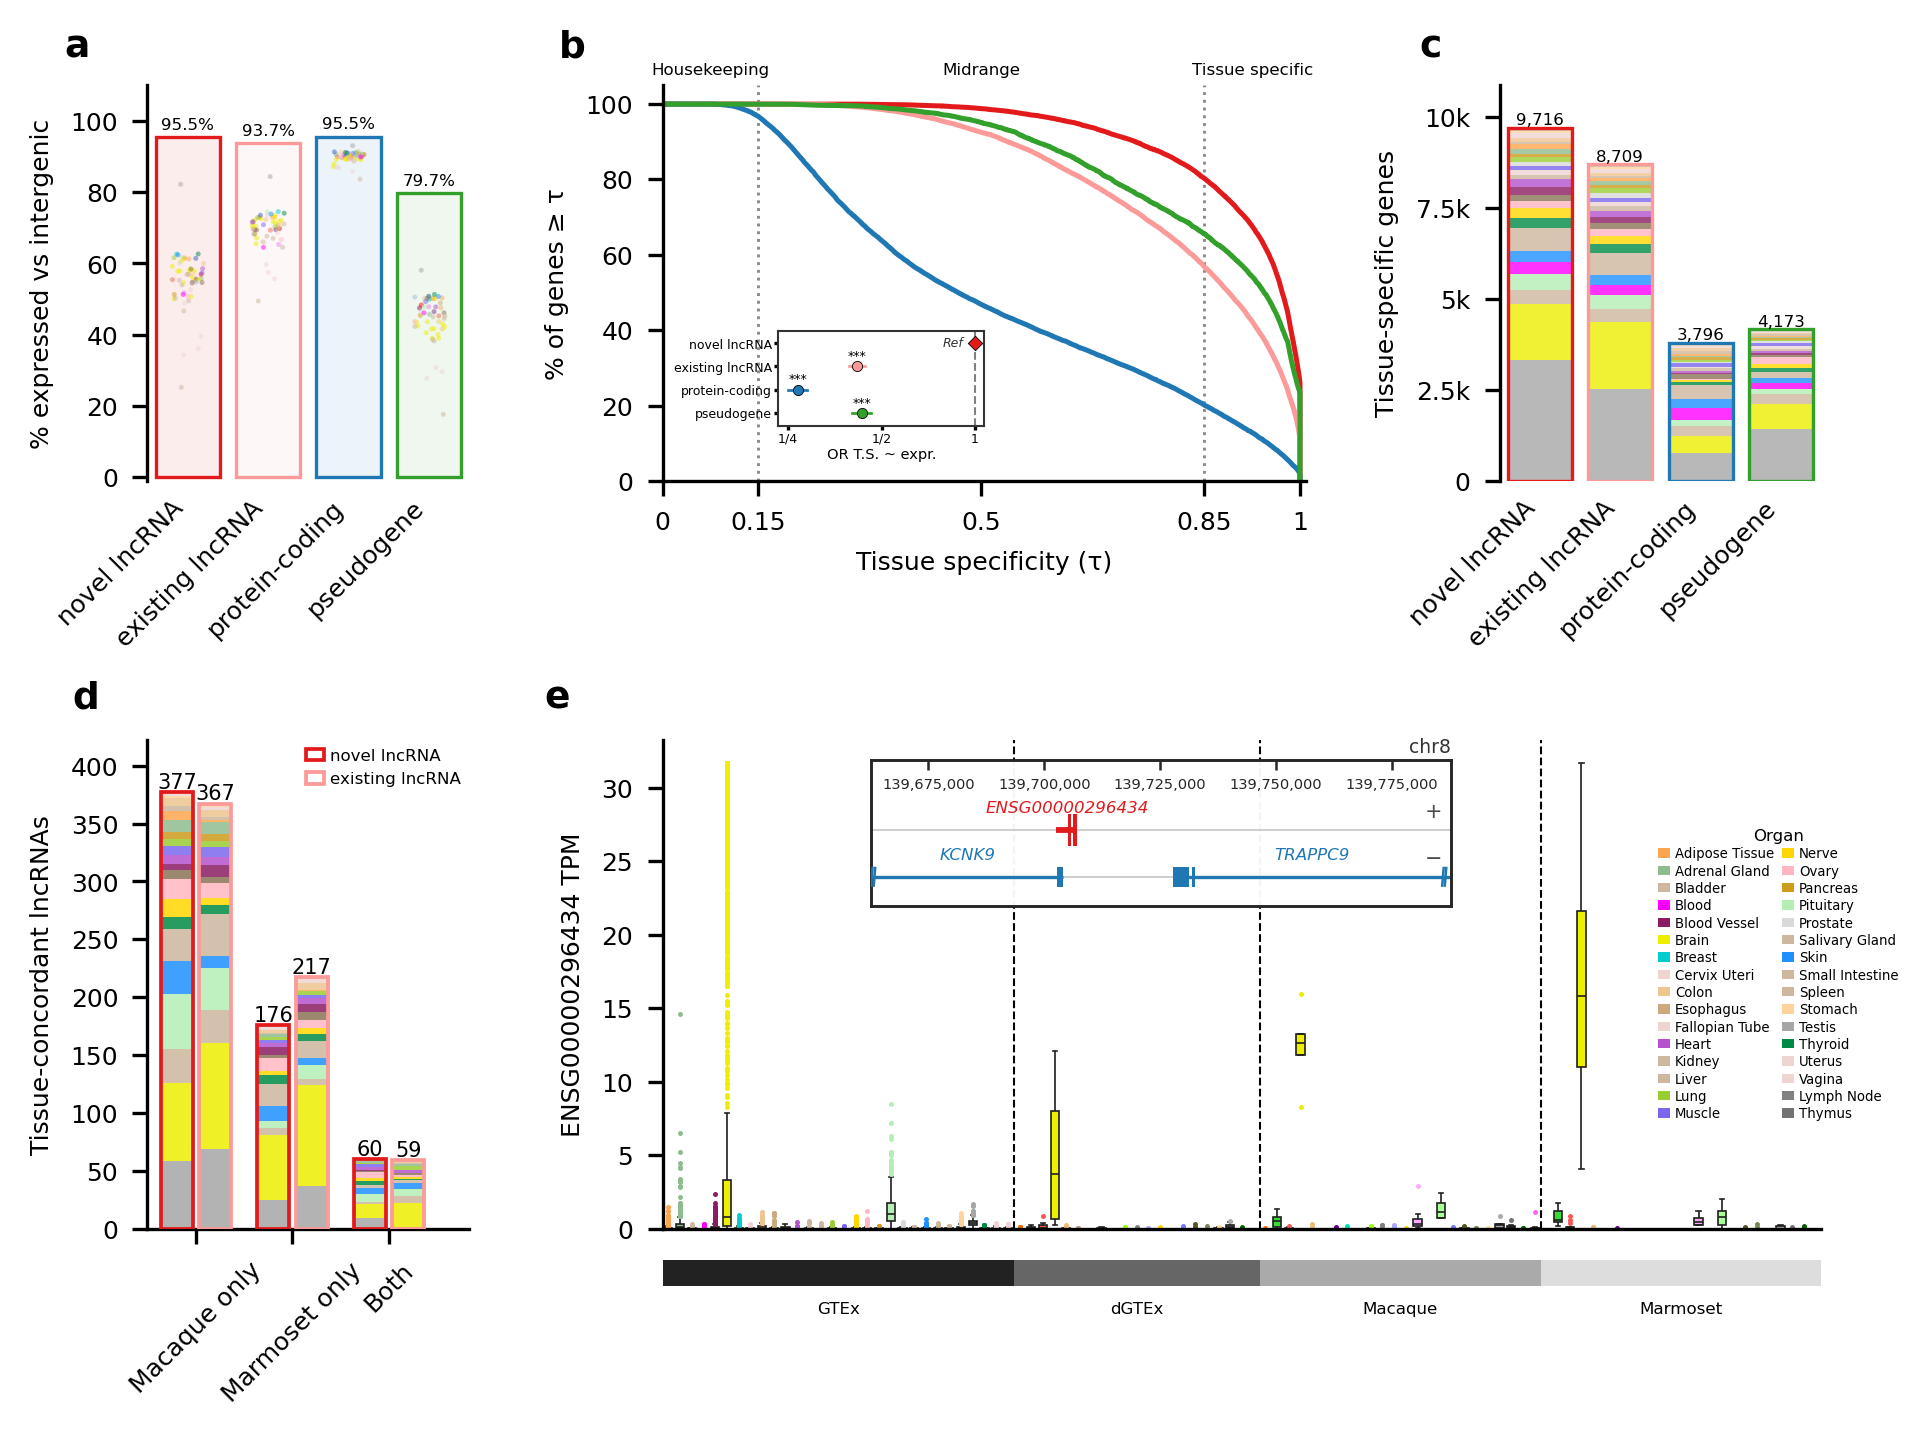 a
% expressed vs intergenic
100
80
60
40
20
0
95.5%
93.7%
95.5%
79.7%
novel lncRNA
existing lncRNA
protein-coding
pseudogene
b
Housekeeping
Midrange
Tissue specific
% of genes ≥ τ
100
80
60
40
20
0
novel lncRNA
existing lncRNA
protein-coding
pseudogene
Ref
***
***
***
1/4
1/2
1
OR T.S. ~ expr.
0
0.15
0.5
0.85
1
Tissue specificity (τ)
c
Tissue-specific genes
10k
7.5k
5k
2.5k
0
9,716
8,709
3,796
4,173
novel lncRNA
existing lncRNA
protein-coding
pseudogene
d
Tissue-concordant lncRNAs
400
350
300
250
200
150
100
50
0
novel lncRNA
existing lncRNA
377
367
176
217
60
59
Macaque only
Marmoset only
Both
e
ENSG00000296434 TPM
30
25
20
15
10
5
0
chr8
139,675,000
139,700,000
139,725,000
139,750,000
139,775,000
ENSG00000296434
+
KCNK9
TRAPPC9
−
GTEx
dGTEx
Macaque
Marmoset
Organ
Adipose Tissue
Adrenal Gland
Bladder
Blood
Blood Vessel
Brain
Breast
Cervix Uteri
Colon
Esophagus
Fallopian Tube
Heart
Kidney
Liver
Lung
Muscle
Nerve
Ovary
Pancreas
Pituitary
Prostate
Salivary Gland
Skin
Small Intestine
Spleen
Stomach
Testis
Thyroid
Uterus
Vagina
Lymph Node
Thymus